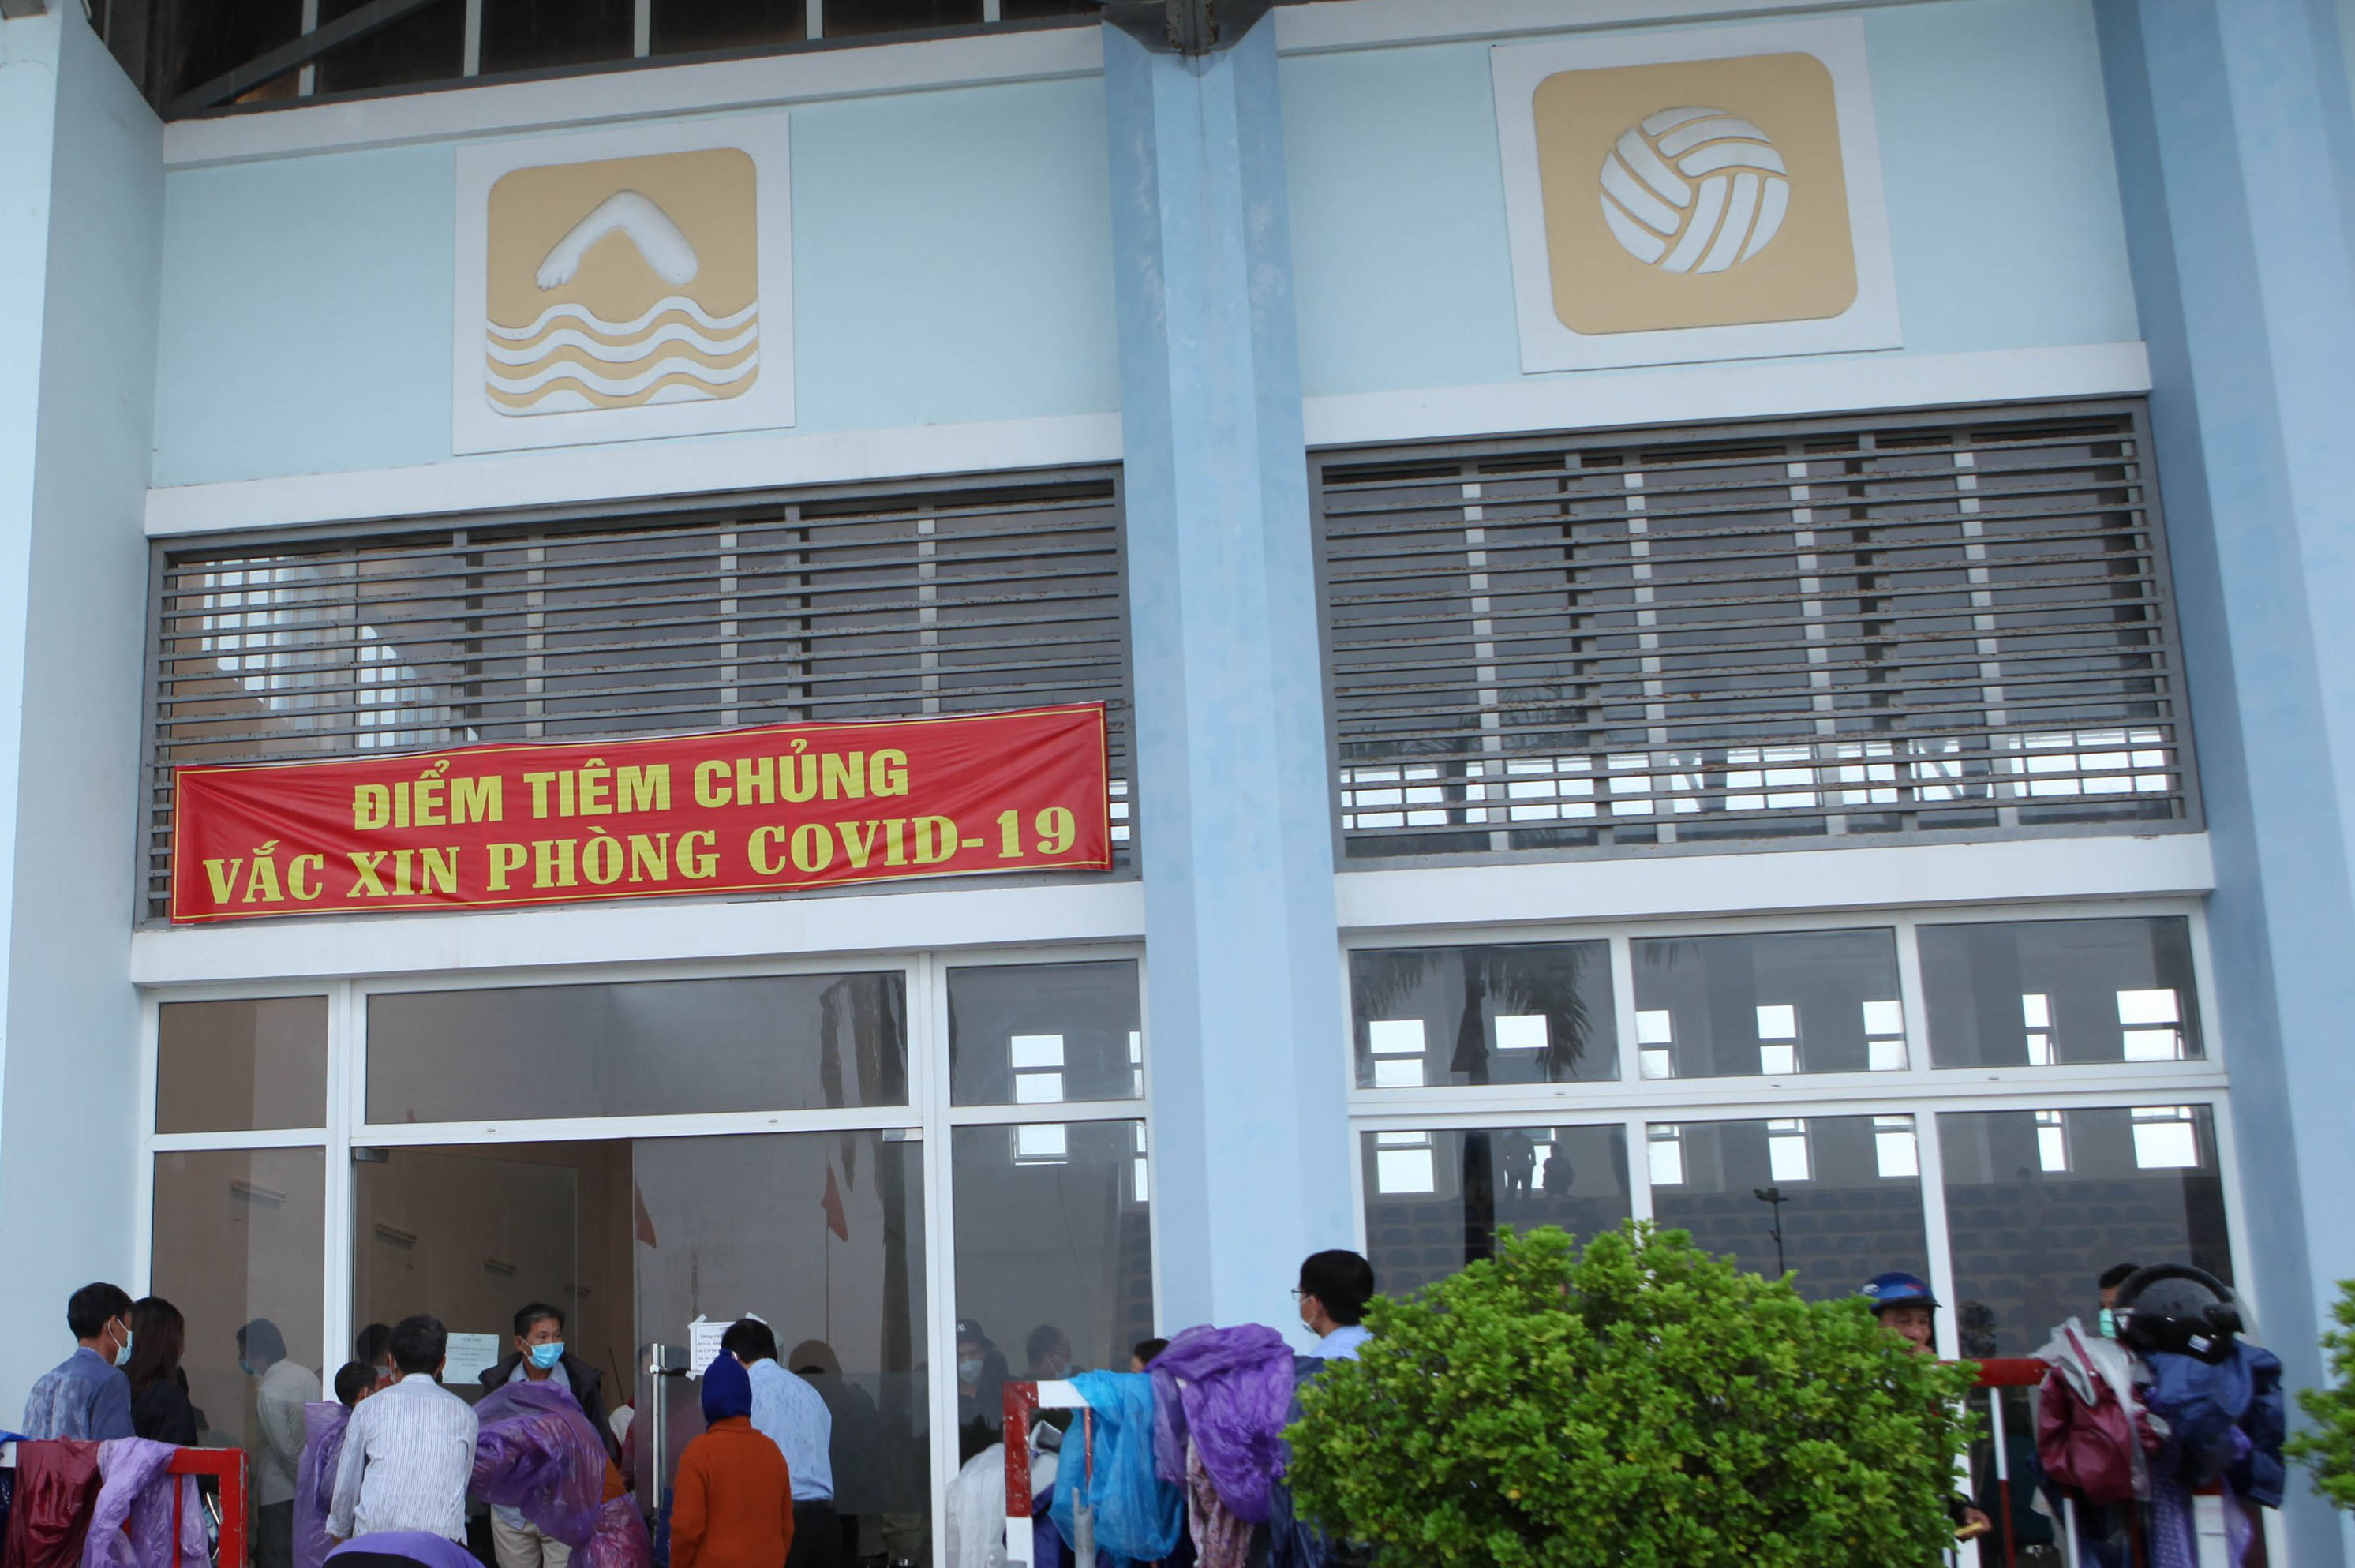 ĐIỂM TIÊM CHỦNG
VẮC XIN PHÒNG COVID-19